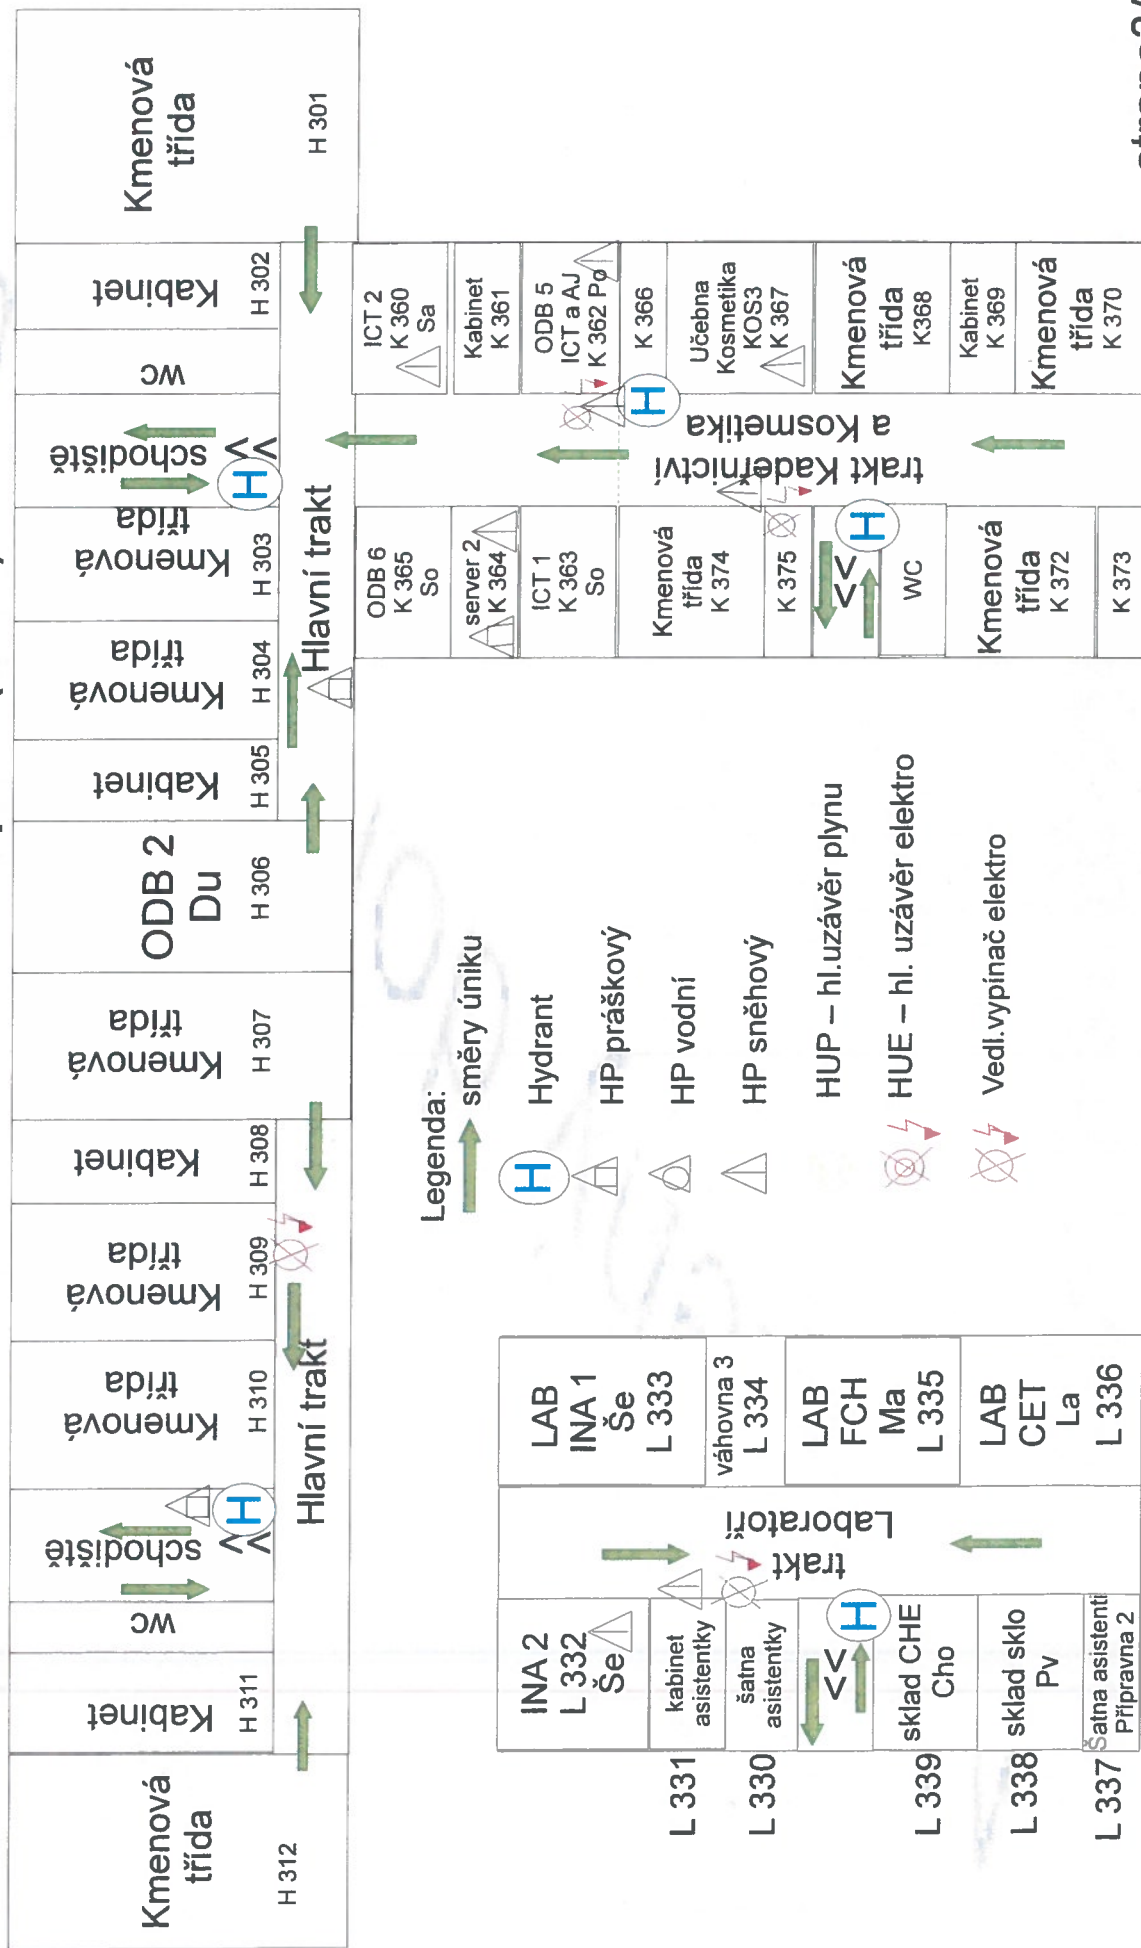 Kmenová
třída
H 312
Kabinet
H 311
WC
schodiště
Kmenová
třída
H 310
Kmenová
třída
H 309
Kabinet
H 308
Kmenová
třída
H 307
ODB 2
Du
H 306
Kabinet
H 305
Kmenová
třída
H 304
Kmenová
třída
H 303
schodiště
WC
Kabinet
H 302
Kmenová
třída
H 301
H
<<
Hlavní trakt
H
<<
Hlavní trakt
INA 2
L 332
Še
L 331
kabinet
asistentky
L 330
šatna
asistentky
<<
H
L 339
sklad CHE
Cho
L 338
sklad sklo
Pv
L 337
Šatna asistenti
Přípravna 2
trakt
Laboratoří
LAB
INA 1
Še
L 333
váhovna 3
L 334
LAB
FCH
Ma
L 335
LAB
CET
La
L 336
Legenda:
směry úniku
H
Hydrant
HP práškový
HP vodní
HP sněhový
HUP – hl.uzávěr plynu
HUE – hl. uzávěr elektro
Vedl.vypínač elektro
ODB 6
K 365
So
server 2
K 364
ICT 1
K 363
So
Kmenová
třída
K 374
K 375
<<
H
WC
Kmenová
třída
K 372
K 373
trakt Kadeřnictví
a Kosmetika
H
ICT 2
K 360
Sa
Kabinet
K 361
ODB 5
ICT a AJ
K 362 Po
K 366
Učebna
Kosmetika
KOS3
K 367
Kmenová
třída
K368
Kabinet
K 369
Kmenová
třída
K 370